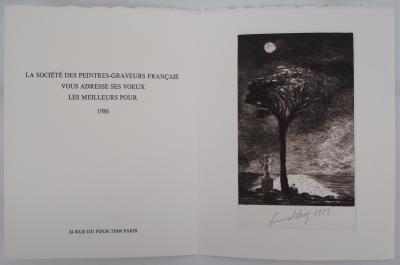 LA SOCIÉTÉ DES PEINTRES-GRAVEURS FRANÇAIS
VOUS ADRESSE SES VOEUX
LES MEILLEURS POUR
1986
24 RUE DU FOUR 75006 PARIS